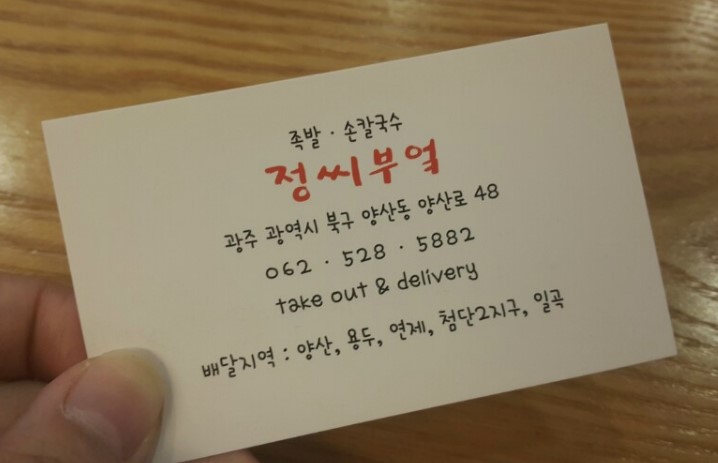 족발 · 손칼국수
정씨부엌
광주 광역시 북구 양산동 양산로 48
062 · 528 · 5882
take out & delivery
배달지역 : 양산, 용두, 연제, 첨단2지구, 일곡